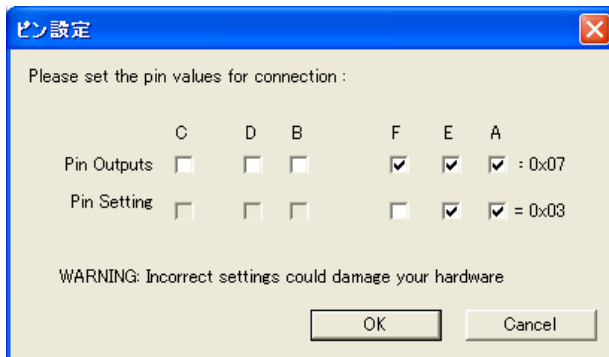 ピン設定
Please set the pin values for connection :
C D B F E A
Pin Outputs : 0x07
Pin Setting = 0x03
WARNING: Incorrect settings could damage your hardware
OK Cancel